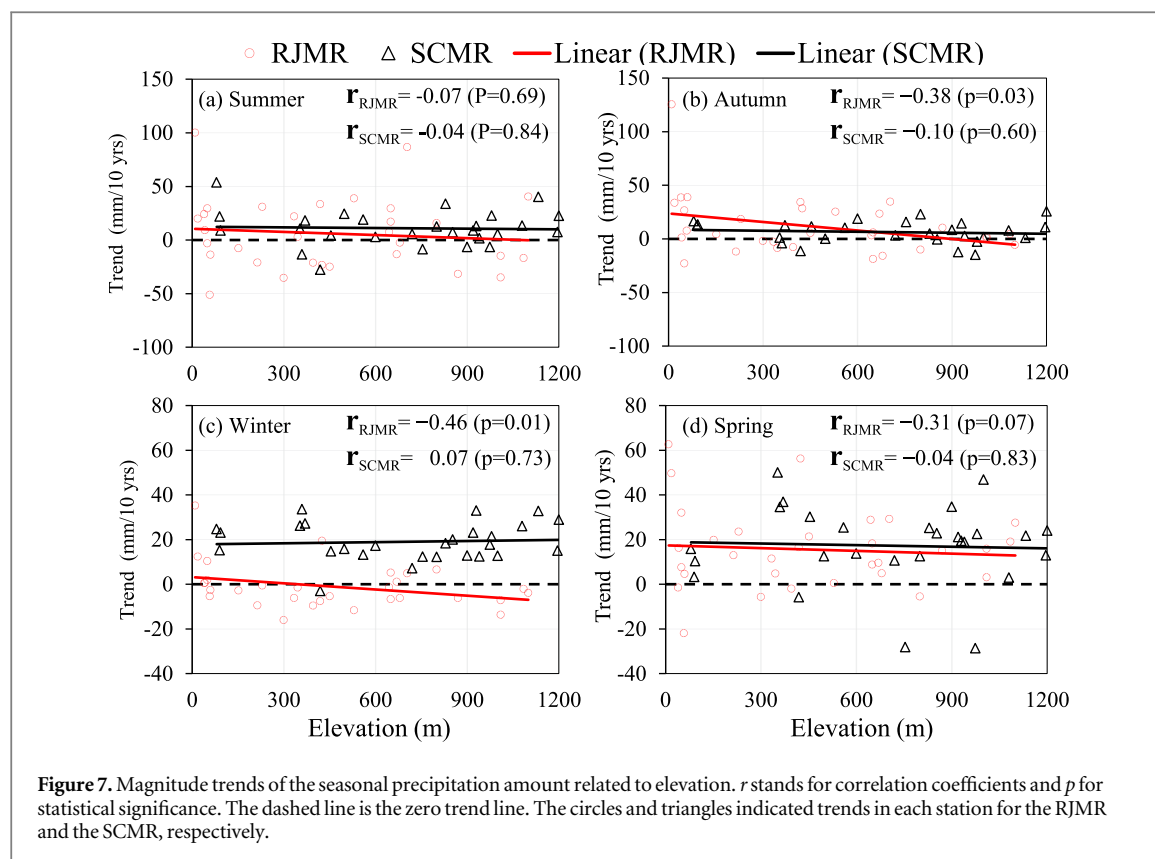 RJMR SCMR Linear (RJMR) Linear (SCMR)
150
100
50
0
-50
-100
Trend (mm/10 yrs)
(a) Summer
rRJMR= -0.07 (P=0.69)
rSCMR= -0.04 (P=0.84)
0 300 600 900 1200
150
100
50
0
-50
-100
Trend (mm/10 yrs)
(b) Autumn
rRJMR= −0.38 (p=0.03)
rSCMR= −0.10 (p=0.60)
0 300 600 900 1200
80
60
40
20
0
-20
-40
Trend (mm/10 yrs)
(c) Winter
rRJMR= −0.46 (p=0.01)
rSCMR= 0.07 (p=0.73)
0 300 600 900 1200
Elevation (m)
80
60
40
20
0
-20
-40
Trend (mm/10 yrs)
(d) Spring
rRJMR= −0.31 (p=0.07)
rSCMR= −0.04 (p=0.83)
0 300 600 900 1200
Elevation (m)
Figure 7. Magnitude trends of the seasonal precipitation amount related to elevation. r stands for correlation coefficients and p for
statistical significance. The dashed line is the zero trend line. The circles and triangles indicated trends in each station for the RJMR
and the SCMR, respectively.